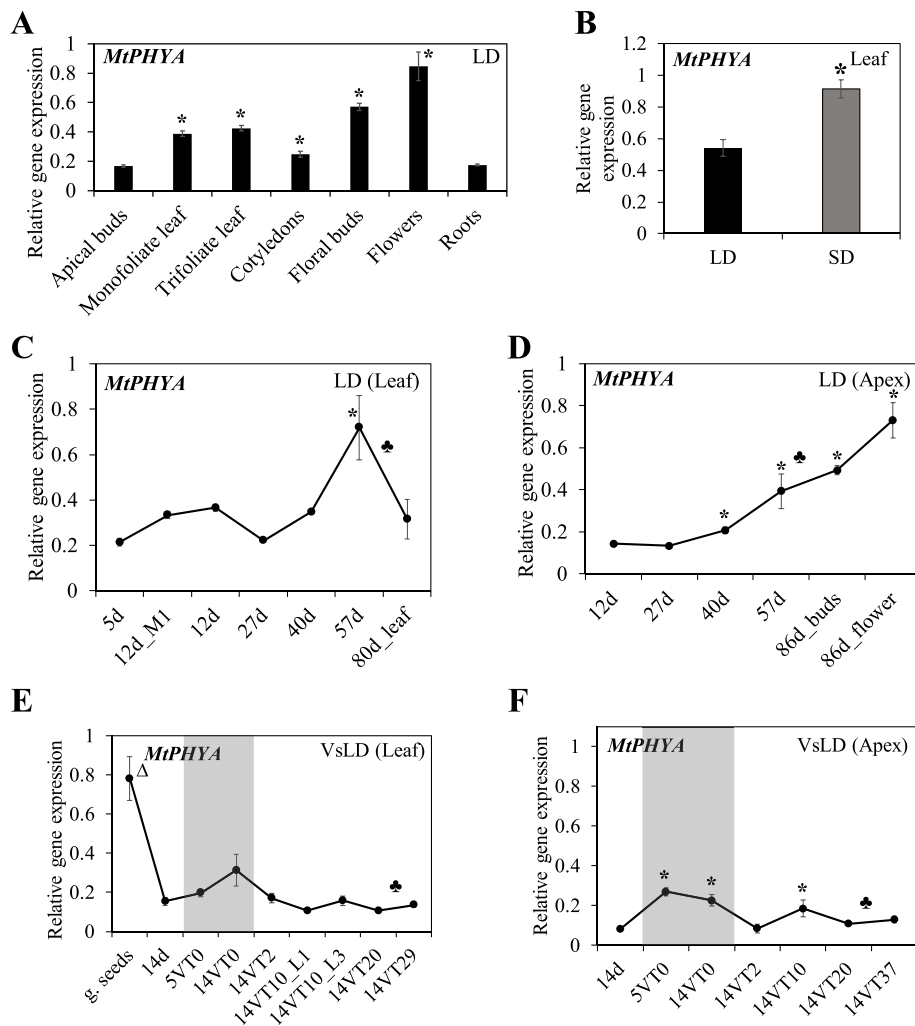 A
MtPHYA
LD
Relative gene expression
1
0.8
0.6
0.4
0.2
0
*
*
*
*
*
Apical buds
Monofoliate leaf
Trifoliate leaf
Cotyledons
Floral buds
Flowers
Roots
B
MtPHYA
Leaf
Relative gene
expression
1.2
1
0.8
0.6
0.4
0.2
0
*
LD
SD
C
MtPHYA
LD (Leaf)
Relative gene expression
1
0.8
0.6
0.4
0.2
0
*
♣
5d
12d_M1
12d
27d
40d
57d
80d_leaf
D
MtPHYA
LD (Apex)
Relative gene expression
1
0.8
0.6
0.4
0.2
0
*
*
♣
*
*
12d
27d
40d
57d
86d_buds
86d_flower
E
MtPHYA
VsLD (Leaf)
Relative gene expression
1
0.8
0.6
0.4
0.2
0
Δ
♣
g. seeds
14d
5VT0
14VT0
14VT2
14VT10_L1
14VT10_L3
14VT20
14VT29
F
MtPHYA
VsLD (Apex)
Relative gene expression
1
0.8
0.6
0.4
0.2
0
*
*
*
♣
14d
5VT0
14VT0
14VT2
14VT10
14VT20
14VT37